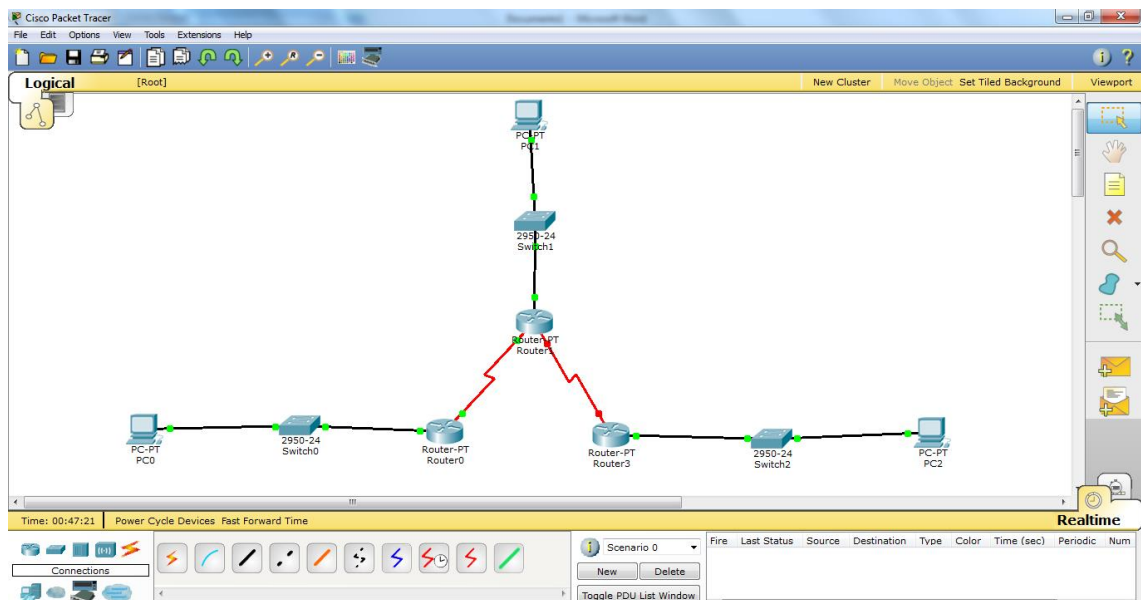 Cisco Packet Tracer
File Edit Options View Tools Extensions Help
Logical [Root] New Cluster Move Object Set Tiled Background Viewport
PC-PT
PC1
2950-24
Switch1
Router-PT
Router1
PC-PT
PC0
2950-24
Switch0
Router-PT
Router0
Router-PT
Router3
2950-24
Switch2
PC-PT
PC2
Time: 00:47:21 Power Cycle Devices Fast Forward Time Realtime
Connections
Scenario 0
New Delete
Toggle PDU List Window
Fire Last Status Source Destination Type Color Time (sec) Periodic Num